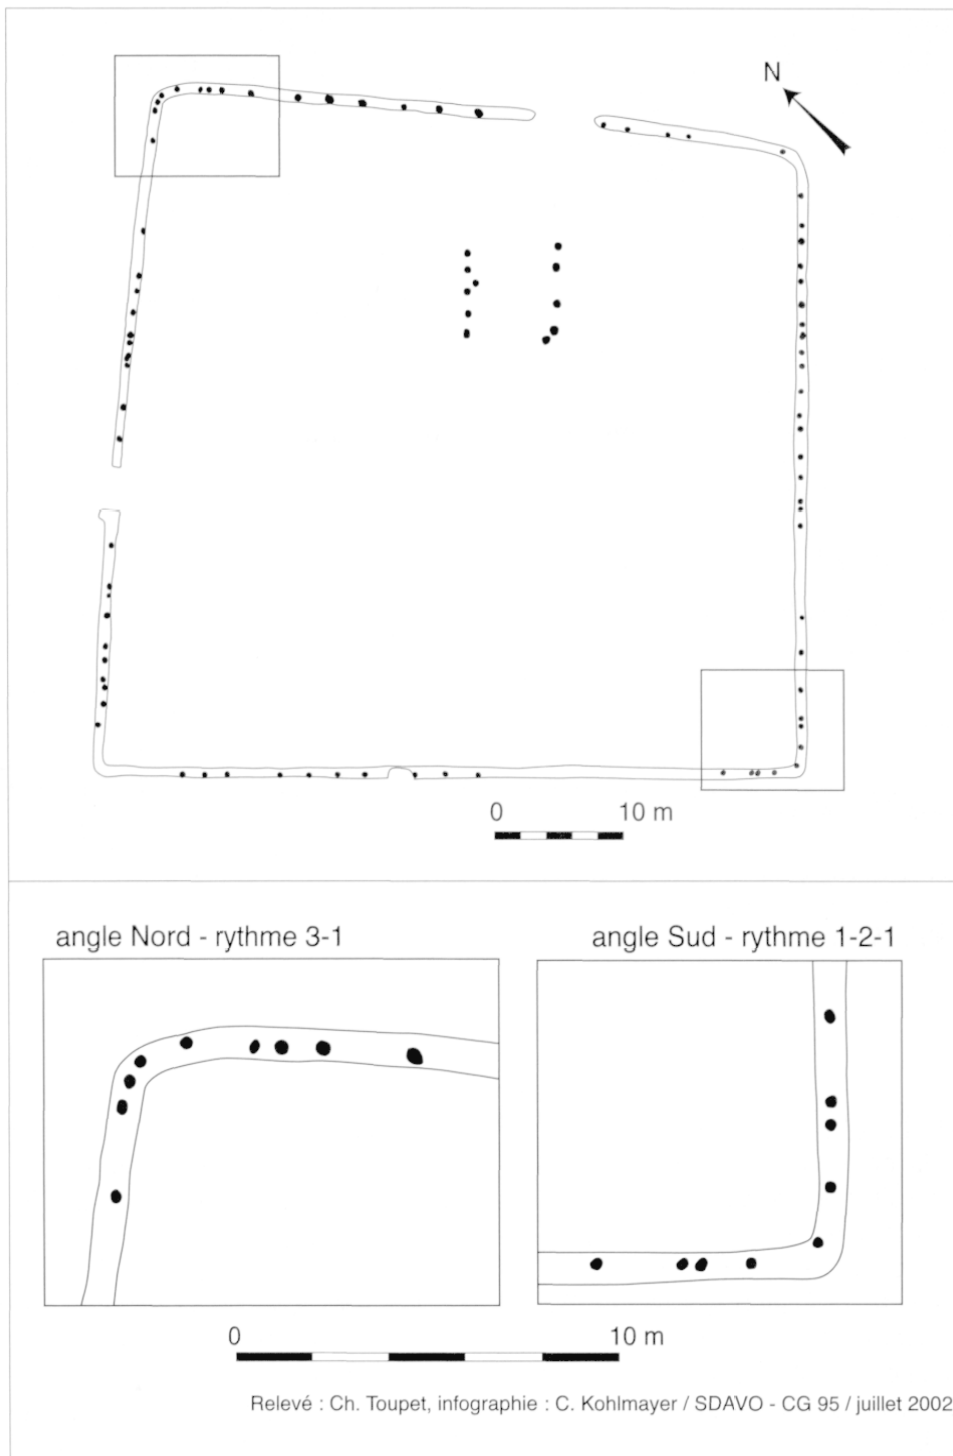 N
0 10 m
angle Nord - rythme 3-1
angle Sud - rythme 1-2-1
0 10 m
Relevé : Ch. Toupet, infographie : C. Kohlmayer / SDAVO - CG 95 / juillet 2002